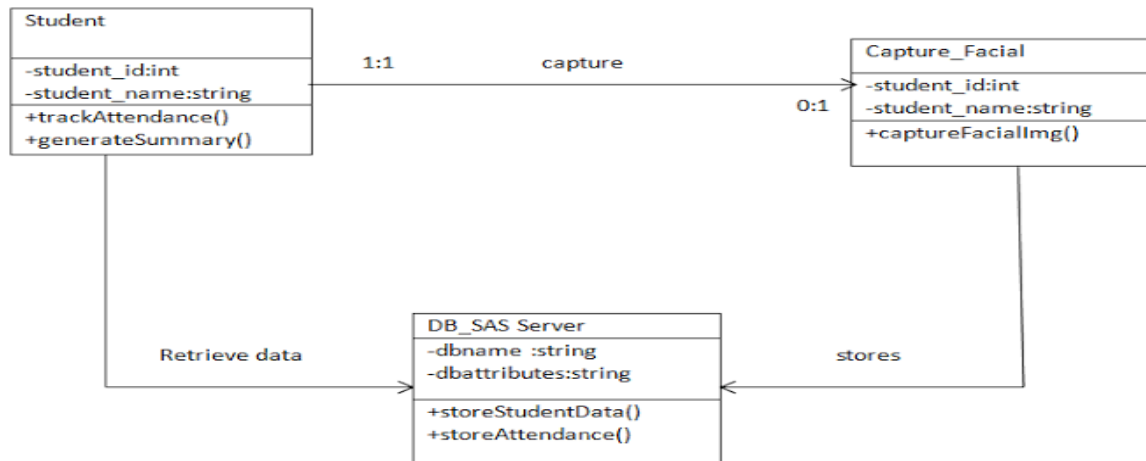 Student
-student_id:int
-student_name:string
+trackAttendance()
+generateSummary()
1:1
capture
0:1
Capture_Facial
-student_id:int
-student_name:string
+captureFacialImg()
Retrieve data
DB_SAS Server
-dbname :string
-dbattributes:string
+storeStudentData()
+storeAttendance()
stores